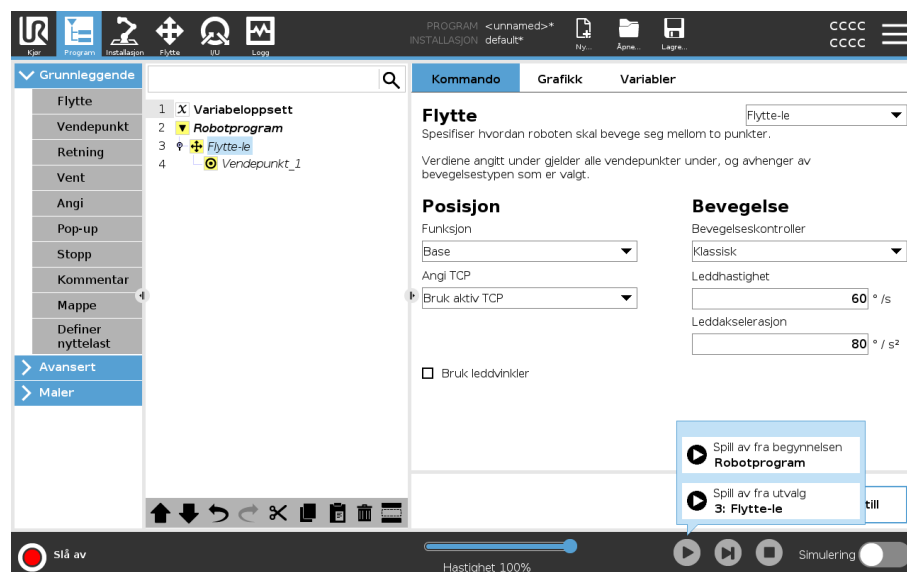 UR
PROGRAM <unnamed>*
INSTALLASJON default*
cccc
cccc
Kjør
Program
Installasjon
Flytte
I/U
Logg
Ny...
Åpne...
Lagre...
Grunnleggende
Flytte
Vendepunkt
Retning
Vent
Angi
Pop-up
Stopp
Kommentar
Mappe
Definer
nyttelast
Avansert
Maler
1 X Variabeloppsett
2 Robotprogram
3 Flytte-le
4 Vendepunkt_1
Kommando Grafikk Variabler
Flytte
Flytte-le
Spesifiser hvordan roboten skal bevege seg mellom to punkter.
Verdiene angitt under gjelder alle vendepunkter under, og avhenger av
bevegelsestypen som er valgt.
Posisjon
Funksjon
Base
Angi TCP
Bruk aktiv TCP
Bruk leddvinkler
Bevegelse
Bevegelseskontroller
Klassisk
Leddhastighet
60 ° /s
Leddakselerasjon
80 ° / s²
Spill av fra begynnelsen
Robotprogram
Spill av fra utvalg
3: Flytte-le
till
Slå av
Hastighet 100%
Simulering